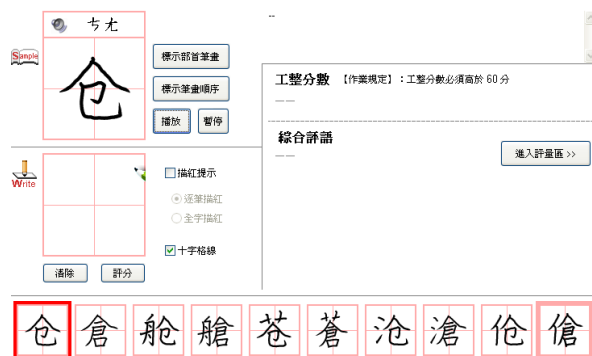 ㄘㄤ
--
Sample
仓
標示部首筆畫
標示筆畫順序
播放 暫停
工整分數 【作業規定】：工整分數必須高於 60 分
——
綜合評語
——
進入評量區 >>
Write
描紅提示
逐筆描紅
全字描紅
十字格線
清除 評分
仓 倉 舱 艙 苍 蒼 沧 滄 伧 傖